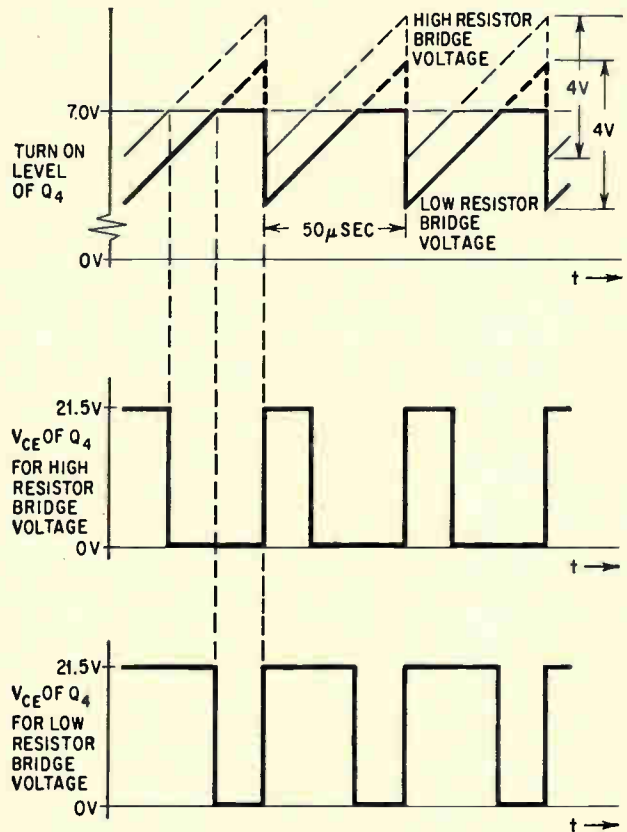 HIGH RESISTOR
BRIDGE
VOLTAGE
4V
4V
7.0V
TURN ON
LEVEL
OF Q4
LOW RESISTOR
BRIDGE
VOLTAGE
50μSEC
0V
t
21.5V
VCE OF Q4
FOR HIGH
RESISTOR
BRIDGE
VOLTAGE
0V
t
21.5V
VCE OF Q4
FOR LOW
RESISTOR
BRIDGE
VOLTAGE
0V
t